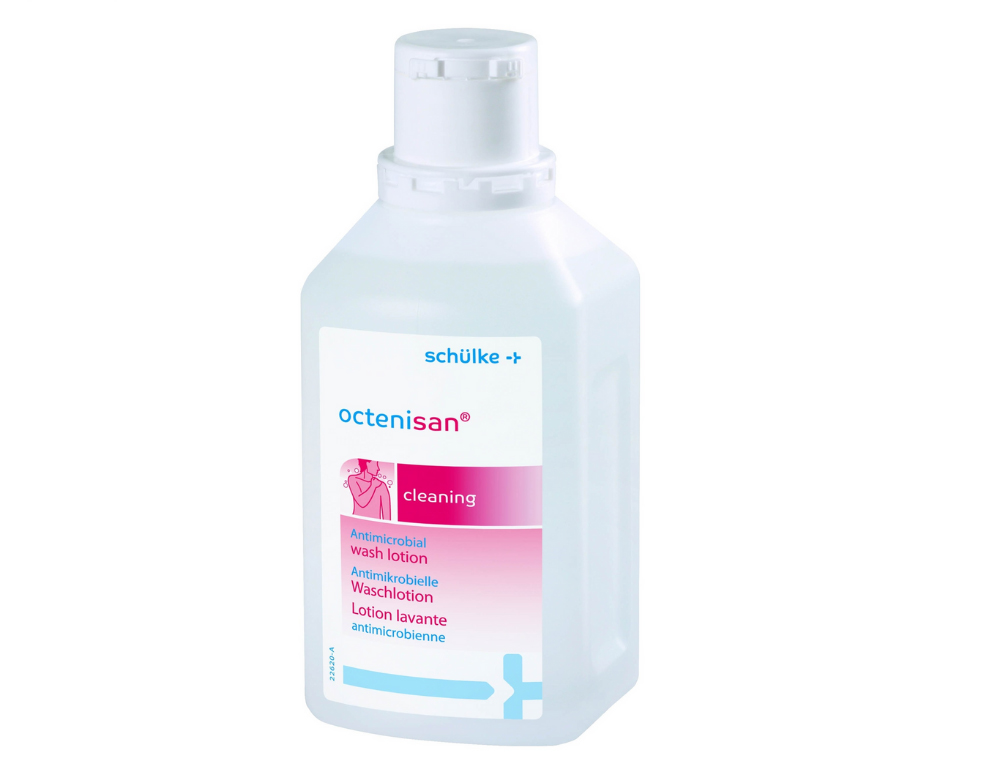 schülke -+
octenisan®
cleaning
Antimicrobial
wash lotion
Antimikrobielle
Waschlotion
Lotion lavante
antimicrobienne
22620-A